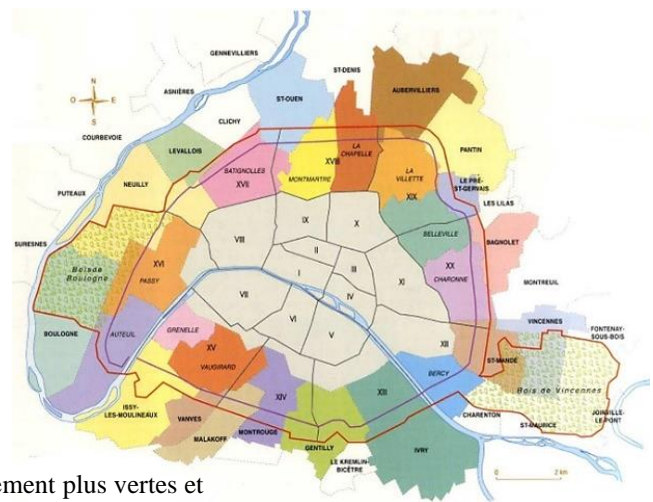 GENNEVILLIERS
ST-DENIS
N
O E
S
ASNIÈRES
ST-OUEN
AUBERVILLIERS
COURBEVOIE
CLICHY
LEVALLOIS
BATIGNOLLES
XVII
XVIII
MONTMARTRE
LA
CHAPELLE
LA
VILLETTE
XIX
PANTIN
LE PRÉ-
ST-GERVAIS
LES LILAS
PUTEAUX
NEUILLY
SURESNES
Bois de
Boulogne
XVI
PASSY
VIII
IX
X
II
III
I
IV
XI
BELLEVILLE
XX
CHARONNE
BAGNOLET
MONTREUIL
BOULOGNE
AUTEUIL
VII
VI
V
XII
VINCENNES
FONTENAY-
SOUS-BOIS
GRENELLE
XV
VAUGIRARD
BERCY
ST-MANDÉ
Bois de Vincennes
ISSY-
LES-MOULINEAUX
VANVES
MALAKOFF
XIV
MONTROUGE
XIII
GENTILLY
LE KREMLIN-
BICÊTRE
IVRY
CHARENTON
ST-MAURICE
JOINVILLE-
LE-PONT
0 2 km
ement plus vertes et